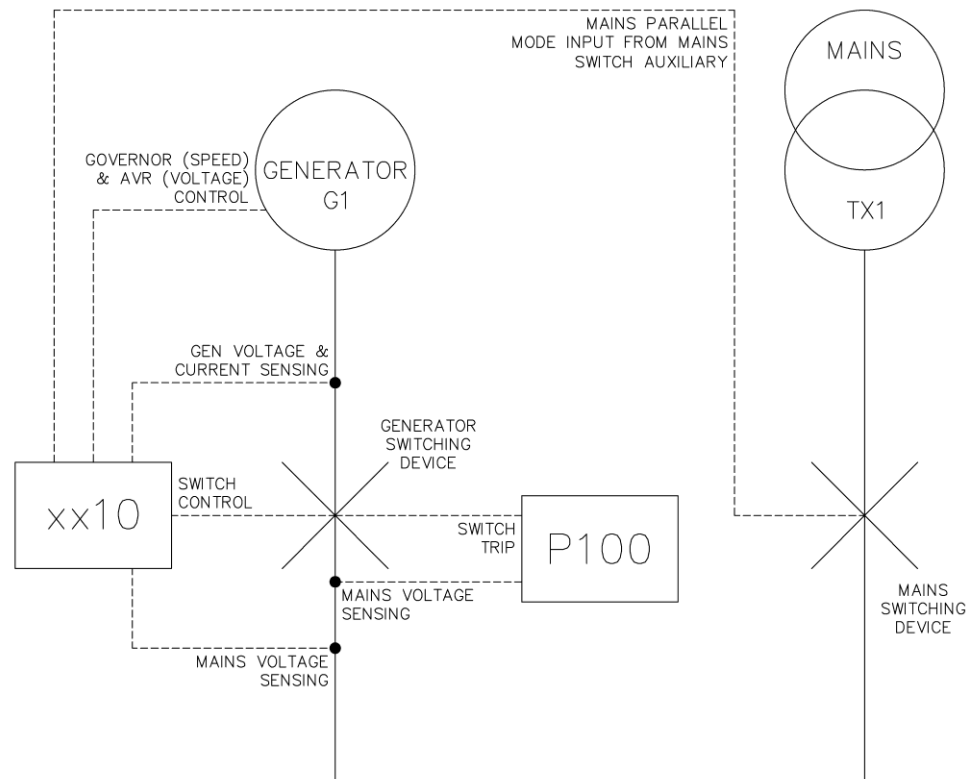 MAINS PARALLEL
MODE INPUT FROM MAINS
SWITCH AUXILIARY
MAINS
TX1
GOVERNOR (SPEED)
& AVR (VOLTAGE)
CONTROL
GENERATOR
G1
GEN VOLTAGE &
CURRENT SENSING
GENERATOR
SWITCHING
DEVICE
xx10
SWITCH
CONTROL
SWITCH
TRIP
P100
MAINS VOLTAGE
SENSING
MAINS
SWITCHING
DEVICE
MAINS VOLTAGE
SENSING